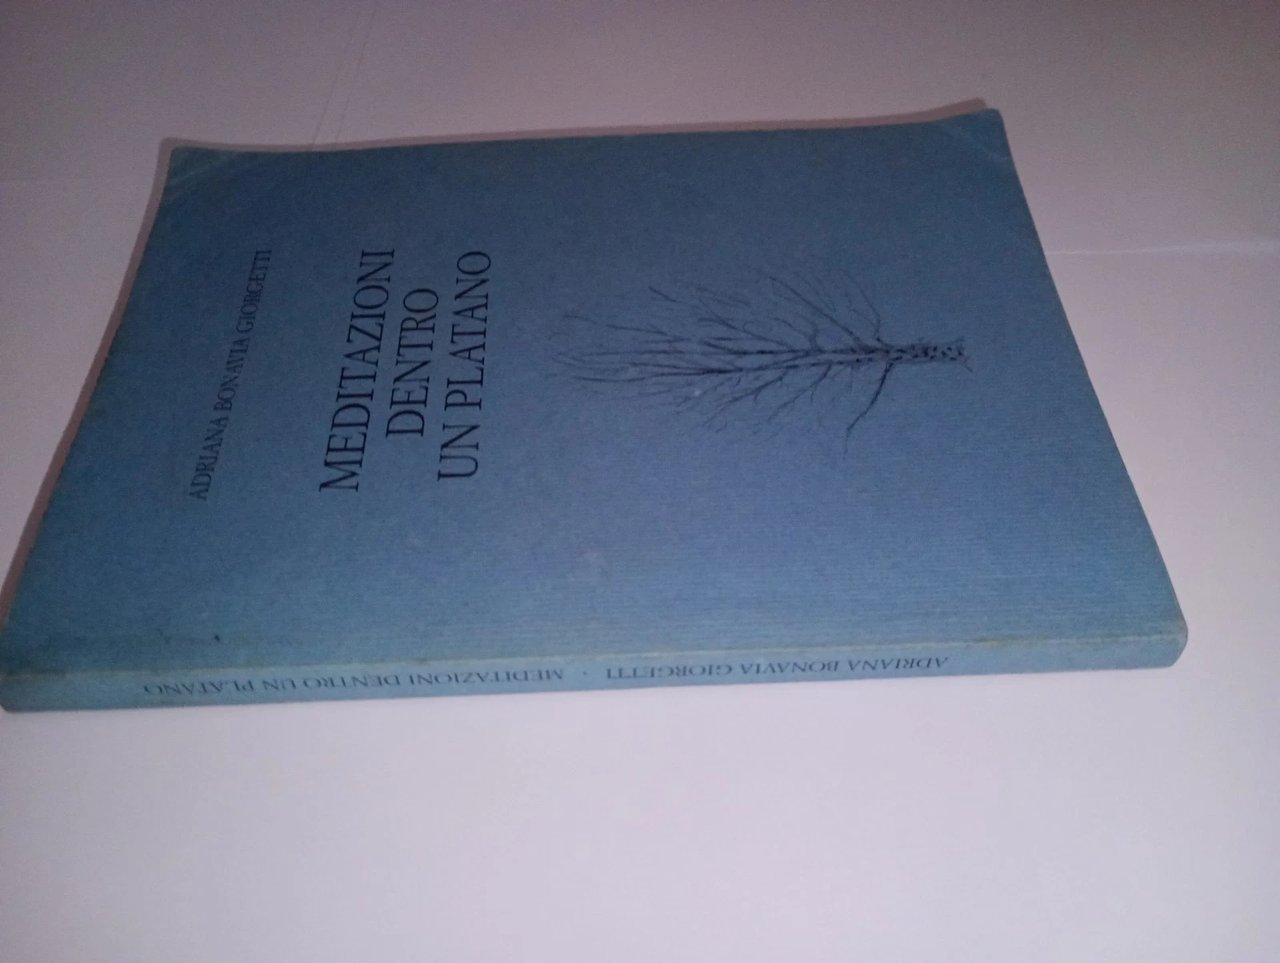 ADRIANA BONAVIA GIORGETTI
MEDITAZIONI
DENTRO
UN PLATANO
ADRIANA BONAVIA GIORGETTI · MEDITAZIONI DENTRO UN PLATANO